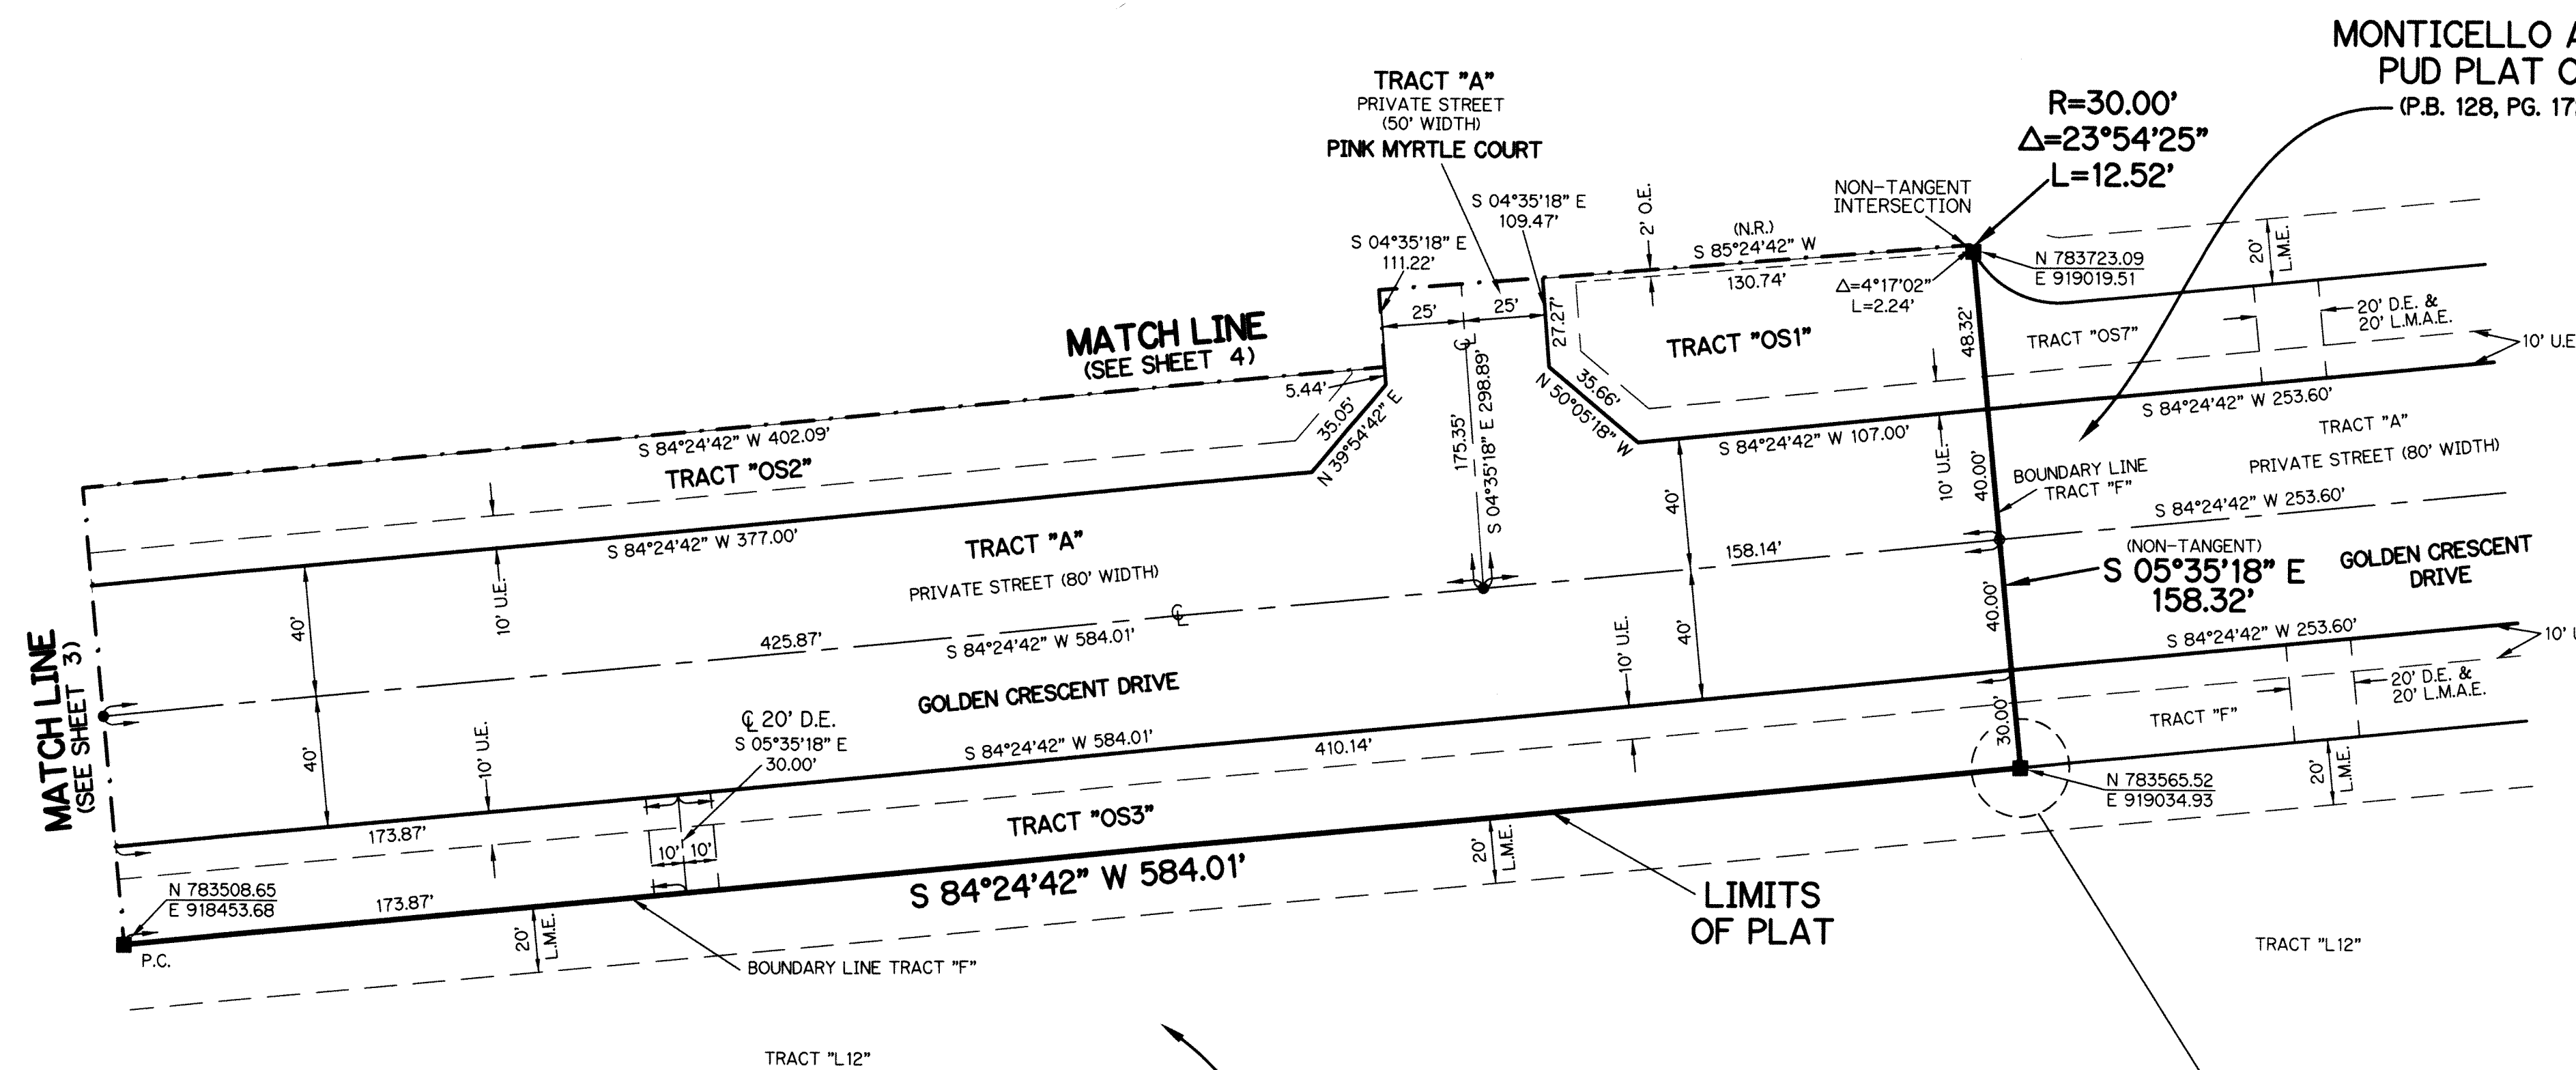 MONTICELLO A
PUD PLAT
(P.B. 128, PG. 17
TRACT "A"
PRIVATE STREET
(50' WIDTH)
PINK MYRTLE COURT
R=30.00'
Δ=23°54'25"
L=12.52'
NON-TANGENT
INTERSECTION
S 04°35'18" E
109.47'
S 04°35'18" E
111.22'
2' O.E.
(N.R.)
S 85°24'42" W
130.74'
Δ=4°17'02"
L=2.24'
N 783723.09
E 919019.51
20'
L.M.E.
20' D.E. &
20' L.M.A.E.
10' U.E
TRACT "OS7"
48.32'
25'
25'
27.27'
TRACT "OS1"
MATCH LINE
(SEE SHEET 4)
5.44'
35.05'
N 39°54'42" E
35.66'
N 50°05'18" W
175.35'
S 04°35'18" E 298.89'
℄
S 84°24'42" W 402.09'
TRACT "OS2"
S 84°24'42" W 377.00'
S 84°24'42" W 107.00'
S 84°24'42" W 253.60'
TRACT "A"
PRIVATE STREET (80' WIDTH)
BOUNDARY LINE
TRACT "F"
S 84°24'42" W 253.60'
10' U.E.
40.00'
40'
158.14'
(NON-TANGENT)
S 05°35'18" E
158.32'
GOLDEN CRESCENT
DRIVE
TRACT "A"
PRIVATE STREET (80' WIDTH)
10' U.E.
40'
425.87'
S 84°24'42" W 584.01'
℄
40'
10' U.E.
40.00'
S 84°24'42" W 253.60'
10' U
MATCH LINE
(SEE SHEET 3)
GOLDEN CRESCENT DRIVE
40'
10' U.E.
℄ 20' D.E.
S 05°35'18" E
30.00'
S 84°24'42" W 584.01'
410.14'
30.00'
TRACT "F"
20' D.E. &
20' L.M.A.E.
N 783565.52
E 919034.93
20'
L.M.E.
173.87'
10'
10'
TRACT "OS3"
S 84°24'42" W 584.01'
20'
L.M.E.
LIMITS
OF PLAT
N 783508.65
E 918453.68
173.87'
20'
L.M.E.
P.C.
BOUNDARY LINE TRACT "F"
TRACT "L12"
TRACT "L12"